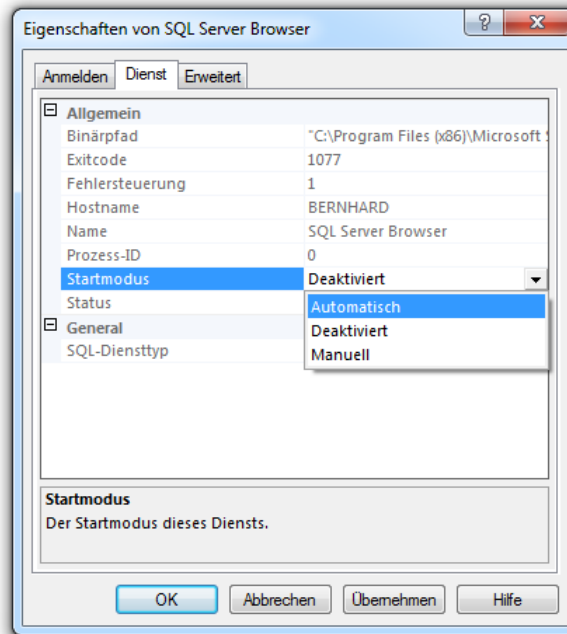 Eigenschaften von SQL Server Browser
Anmelden Dienst Erweitert
Allgemein
Binärpfad "C:\Program Files (x86)\Microsoft
Exitcode 1077
Fehlersteuerung 1
Hostname BERNHARD
Name SQL Server Browser
Prozess-ID 0
Startmodus Deaktiviert
Status Automatisch
General Deaktiviert
SQL-Diensttyp Manuell
Startmodus
Der Startmodus dieses Diensts.
OK Abbrechen Übernehmen Hilfe